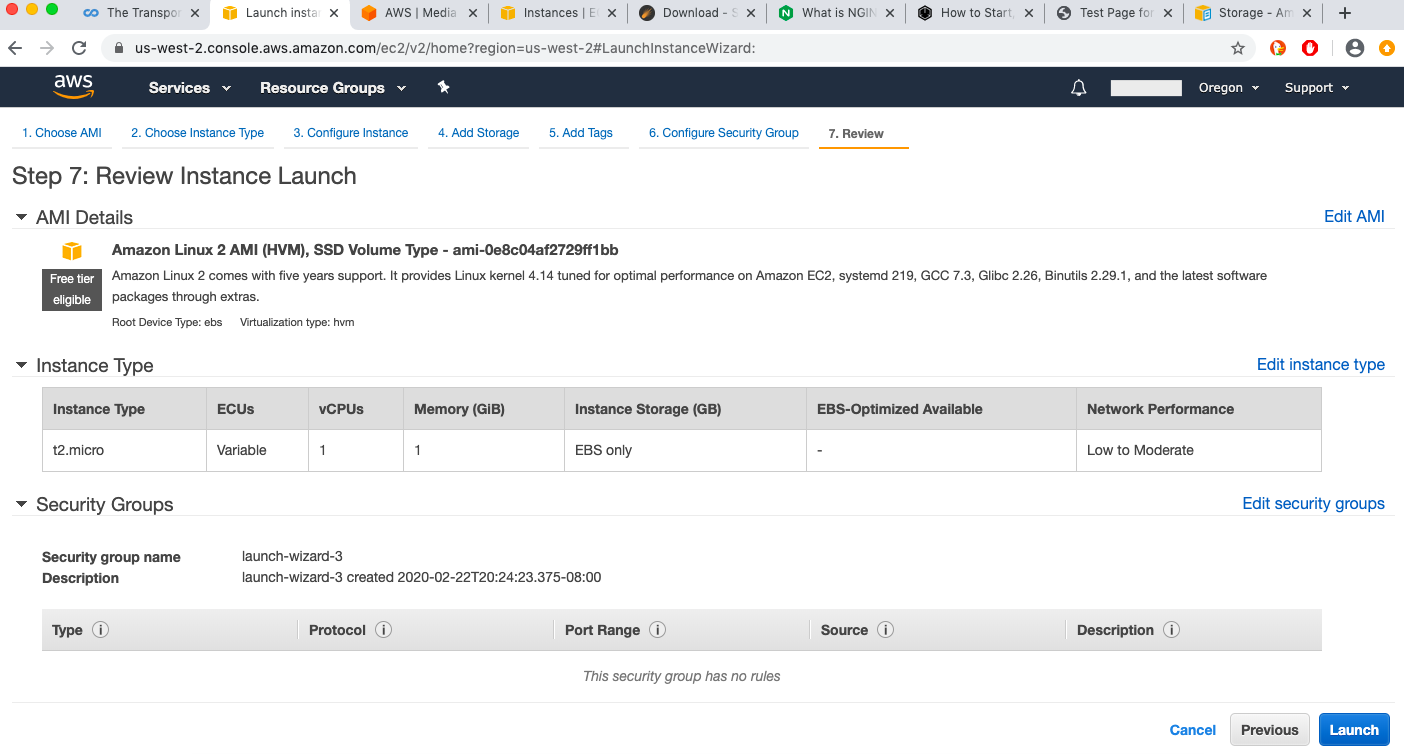 The Transpor
Launch instan
AWS | Media
Instances | E
Download - S
What is NGIN
How to Start,
Test Page for
Storage - Am
us-west-2.console.aws.amazon.com/ec2/v2/home?region=us-west-2#LaunchInstanceWizard:
aws Services Resource Groups Oregon Support
1. Choose AMI 2. Choose Instance Type 3. Configure Instance 4. Add Storage 5. Add Tags 6. Configure Security Group 7. Review
Step 7: Review Instance Launch
AMI Details Edit AMI
Amazon Linux 2 AMI (HVM), SSD Volume Type - ami-0e8c04af2729ff1bb
Free tier
eligible
Amazon Linux 2 comes with five years support. It provides Linux kernel 4.14 tuned for optimal performance on Amazon EC2, systemd 219, GCC 7.3, Glibc 2.26, Binutils 2.29.1, and the latest software
packages through extras.
Root Device Type: ebs Virtualization type: hvm
Instance Type Edit instance type
Instance Type ECUs vCPUs Memory (GiB) Instance Storage (GB) EBS-Optimized Available Network Performance
t2.micro Variable 1 1 EBS only - Low to Moderate
Security Groups Edit security groups
Security group name launch-wizard-3
Description launch-wizard-3 created 2020-02-22T20:24:23.375-08:00
Type i Protocol i Port Range i Source i Description i
This security group has no rules
Cancel Previous Launch